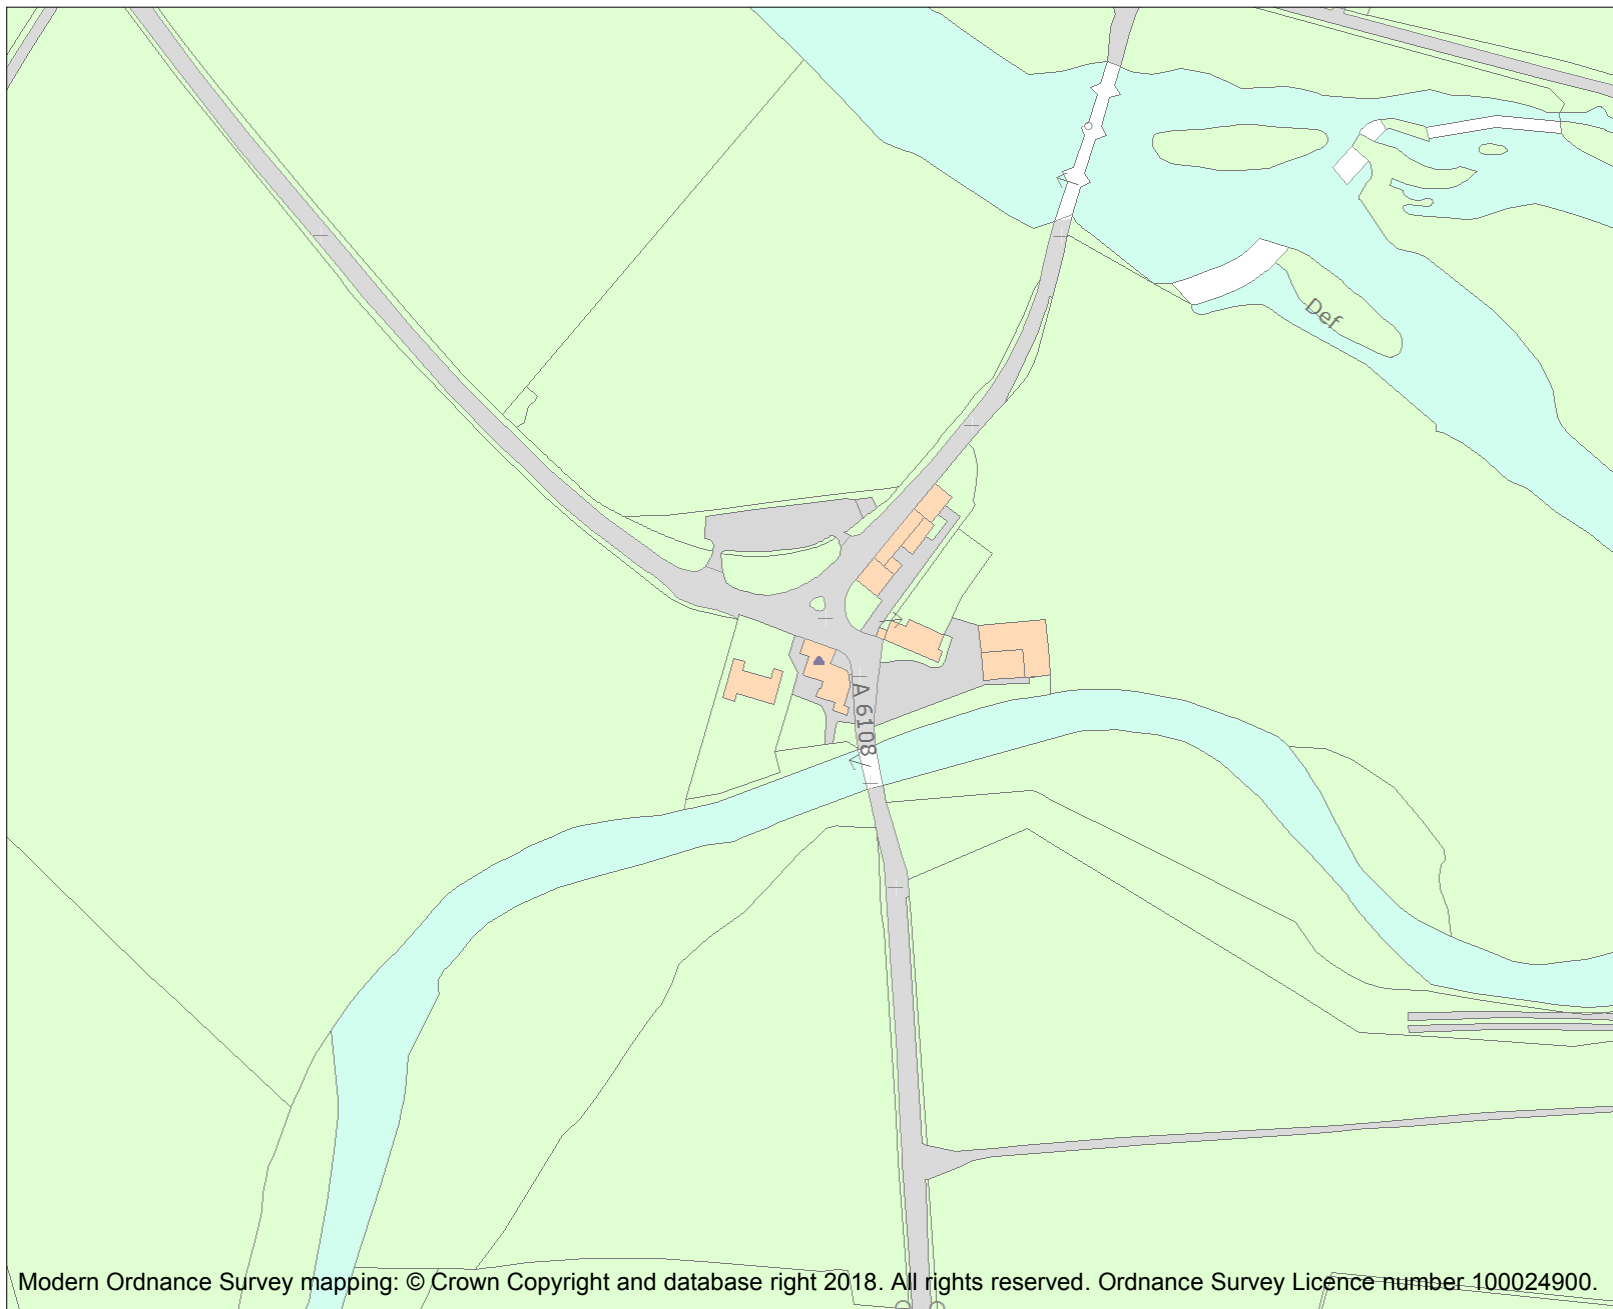 Def
A 6108
Modern Ordnance Survey mapping: © Crown Copyright and database right 2018. All rights reserved. Ordnance Survey Licence number 100024900.